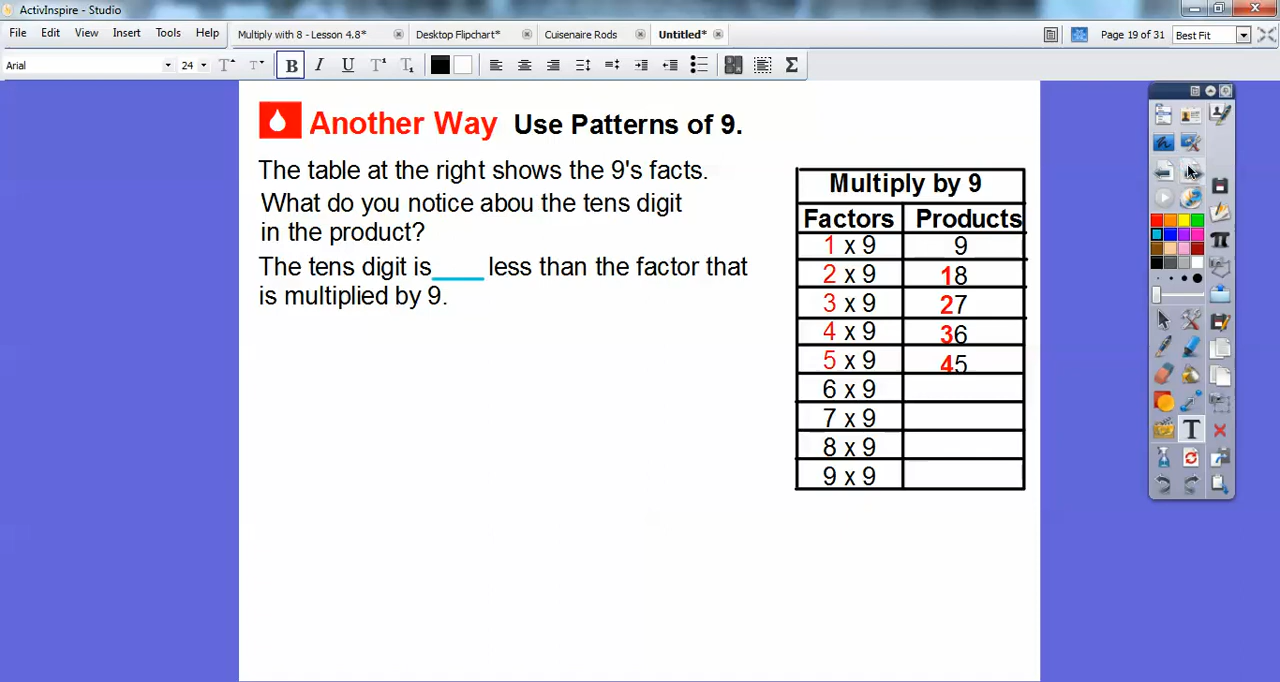 ActivInspire - Studio
File Edit View Insert Tools Help
Multiply with 8 - Lesson 4.8* Desktop Flipchart* Cuisenaire Rods Untitled* Page 19 of 31 Best Fit
Arial 24 B I U T T Σ
Another Way Use Patterns of 9.
The table at the right shows the 9's facts.
What do you notice abou the tens digit
in the product?
The tens digit is____ less than the factor that
is multiplied by 9.
Multiply by 9
Factors Products
1 x 9 9
2 x 9 18
3 x 9 27
4 x 9 36
5 x 9 45
6 x 9
7 x 9
8 x 9
9 x 9